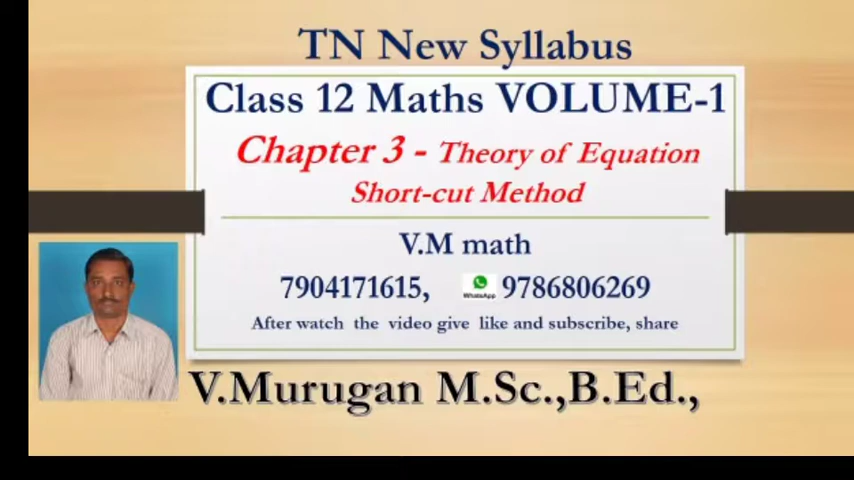 TN New Syllabus
Class 12 Maths VOLUME-1
Chapter 3 - Theory of Equation
Short-cut Method
V.M math
7904171615, WhatsApp 9786806269
After watch the video give like and subscribe, share
V.Murugan M.Sc.,B.Ed.,